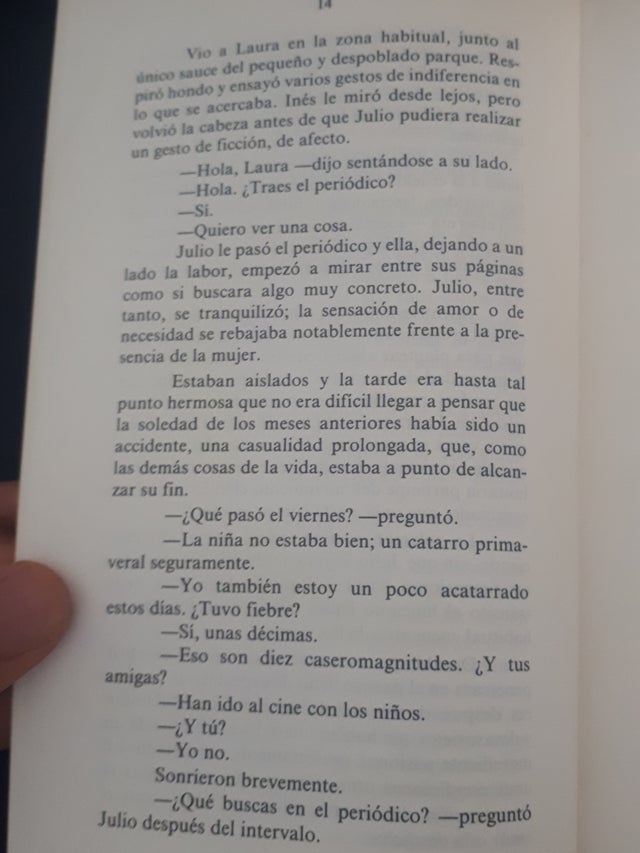 14
Vio a Laura en la zona habitual, junto al
único sauce del pequeño y despoblado parque. Res-
piró hondo y ensayó varios gestos de indiferencia en
lo que se acercaba. Inés le miró desde lejos, pero
volvió la cabeza antes de que Julio pudiera realizar
un gesto de ficción, de afecto.
—Hola, Laura —dijo sentándose a su lado.
—Hola. ¿Traes el periódico?
—Sí.
—Quiero ver una cosa.
Julio le pasó el periódico y ella, dejando a un
lado la labor, empezó a mirar entre sus páginas
como si buscara algo muy concreto. Julio, entre
tanto, se tranquilizó; la sensación de amor o de
necesidad se rebajaba notablemente frente a la pre-
sencia de la mujer.
Estaban aislados y la tarde era hasta tal
punto hermosa que no era difícil llegar a pensar que
la soledad de los meses anteriores había sido un
accidente, una casualidad prolongada, que, como
las demás cosas de la vida, estaba a punto de alcan-
zar su fin.
—¿Qué pasó el viernes? —preguntó.
—La niña no estaba bien; un catarro prima-
veral seguramente.
—Yo también estoy un poco acatarrado
estos días. ¿Tuvo fiebre?
—Sí, unas décimas.
—Eso son diez caseromagnitudes. ¿Y tus
amigas?
—Han ido al cine con los niños.
—¿Y tú?
—Yo no.
Sonrieron brevemente.
—¿Qué buscas en el periódico? —preguntó
Julio después del intervalo.